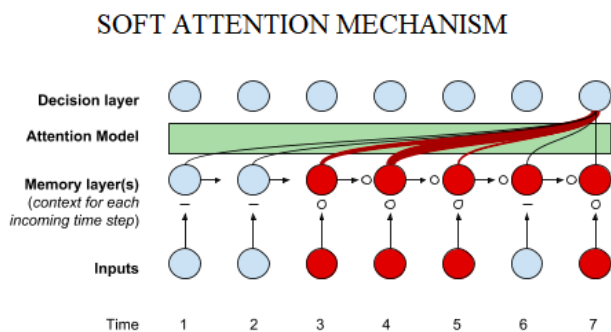 SOFT ATTENTION MECHANISM
Decision layer
Attention Model
Memory layer(s)
(context for each
incoming time step)
Inputs
Time 1 2 3 4 5 6 7